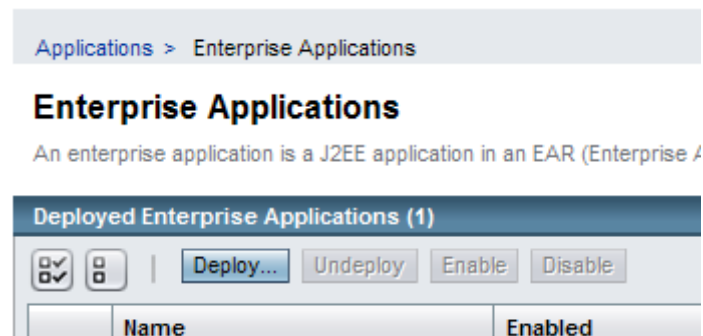 Applications > Enterprise Applications
Enterprise Applications
An enterprise application is a J2EE application in an EAR (Enterprise
Deployed Enterprise Applications (1)
Deploy... Undeploy Enable Disable
Name Enabled